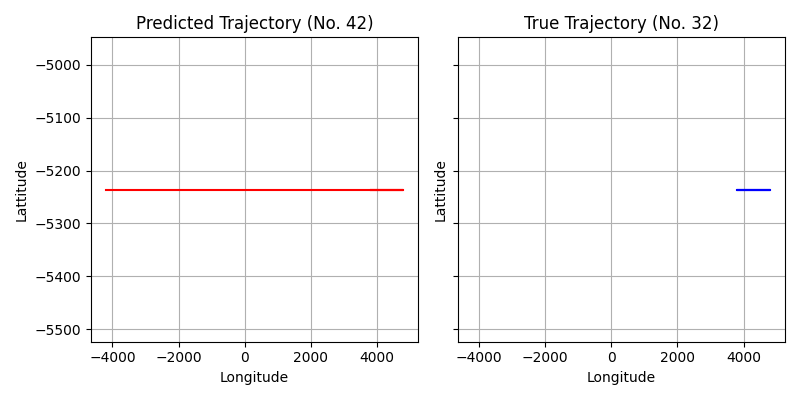 Predicted Trajectory (No. 42)
True Trajectory (No. 32)
−5000
−5100
−5200
−5300
−5400
−5500
Lattitude
Lattitude
−4000 −2000 0 2000 4000
−4000 −2000 0 2000 4000
Longitude
Longitude